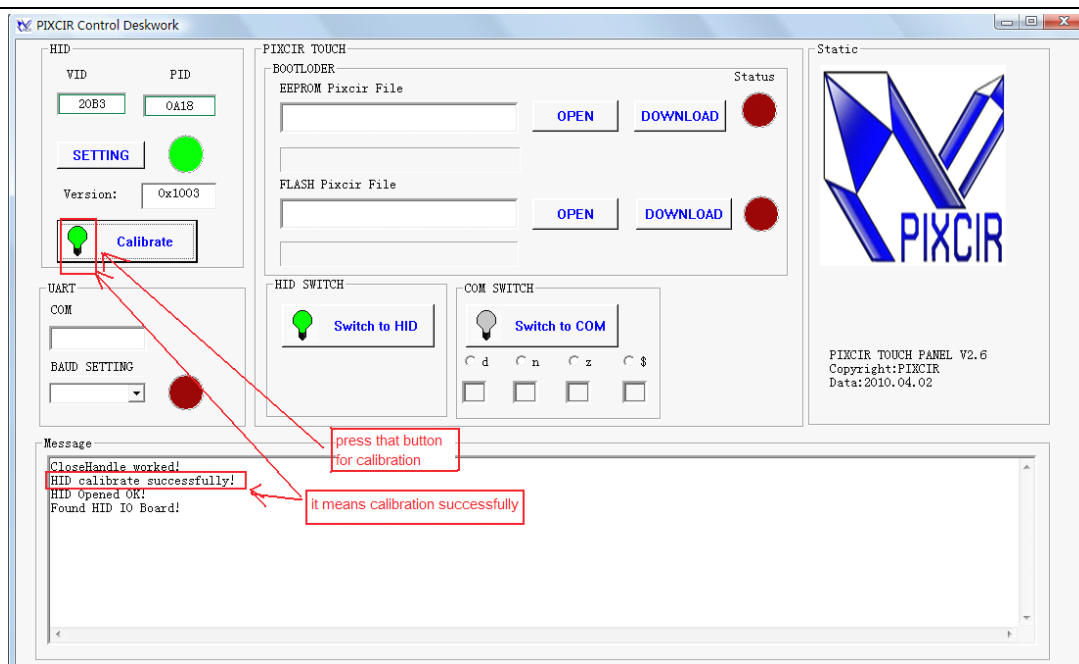 PIXCIR Control Deskwork
HID
VID PID
20B3 0A18
SETTING
Version: 0x1003
Calibrate
UART
COM
BAUD SETTING
PIXCIR TOUCH
BOOTLODER
Status
EEPROM Pixcir File
OPEN DOWNLOAD
FLASH Pixcir File
OPEN DOWNLOAD
HID SWITCH
Switch to HID
COM SWITCH
Switch to COM
d n z $
Static
PIXCIR
PIXCIR TOUCH PANEL V2.6
Copyright:PIXCIR
Data:2010.04.02
press that button
for calibration
it means calibration successfully
Message
CloseHandle worked!
HID calibrate successfully!
HID Opened OK!
Found HID IO Board!